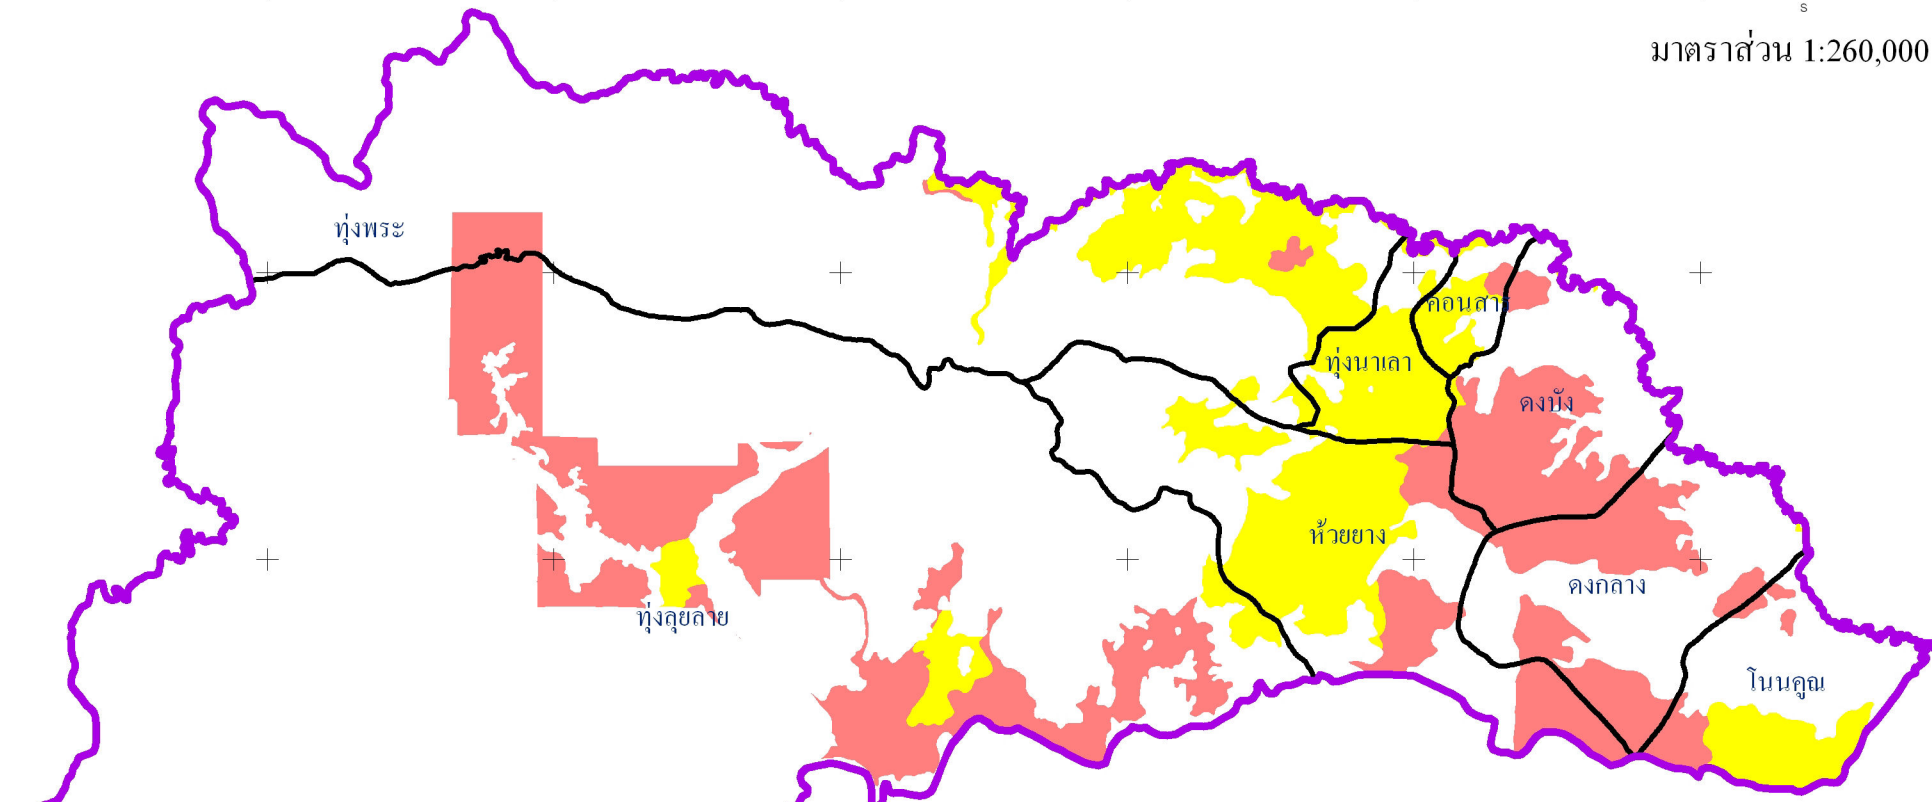 s
มาตราส่วน 1:260,000
ทุ่งพระ
คอนสาร
ทุ่งนาเลา
ดงบัง
ห้วยยาง
ดงกลาง
ทุ่งลุยลาย
โนนคูณ